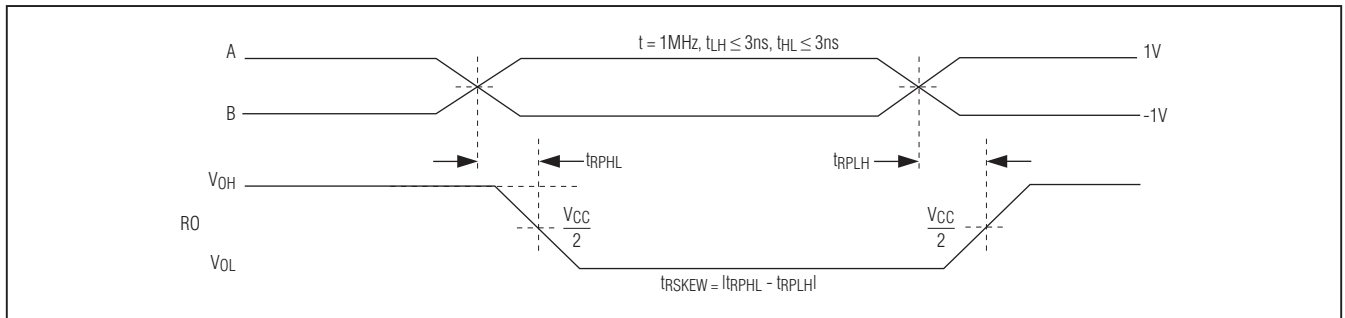 A
t = 1MHz, tLH ≤ 3ns, tHL ≤ 3ns
1V
B
-1V
tRPHL
tRPLH
VOH
RO
VCC
2
VCC
2
VOL
tRSKEW = |tRPHL - tRPLH|